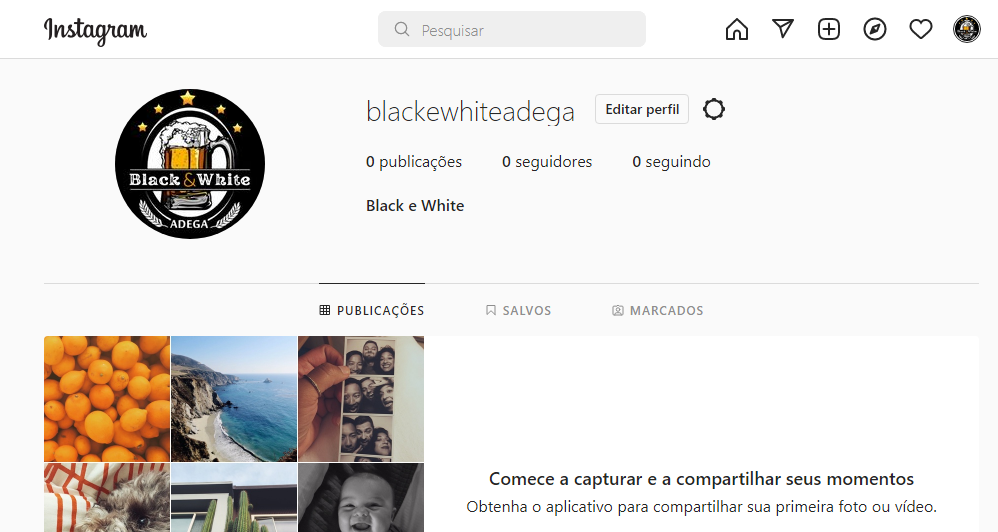 Instagram
Pesquisar
blackewhiteadega
Editar perfil
0 publicações 0 seguidores 0 seguindo
Black & White
ADEGA
Black e White
PUBLICAÇÕES SALVOS MARCADOS
Comece a capturar e a compartilhar seus momentos
Obtenha o aplicativo para compartilhar sua primeira foto ou vídeo.